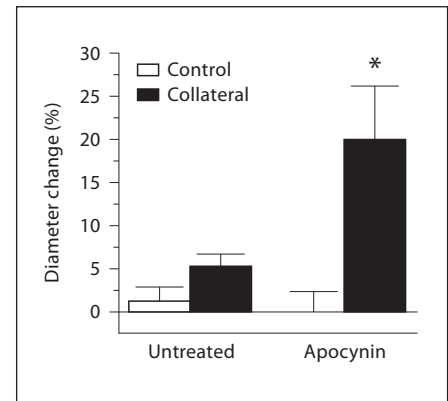 Diameter change (%)
30
25
20
15
10
5
0
Control
Collateral
*
Untreated Apocynin